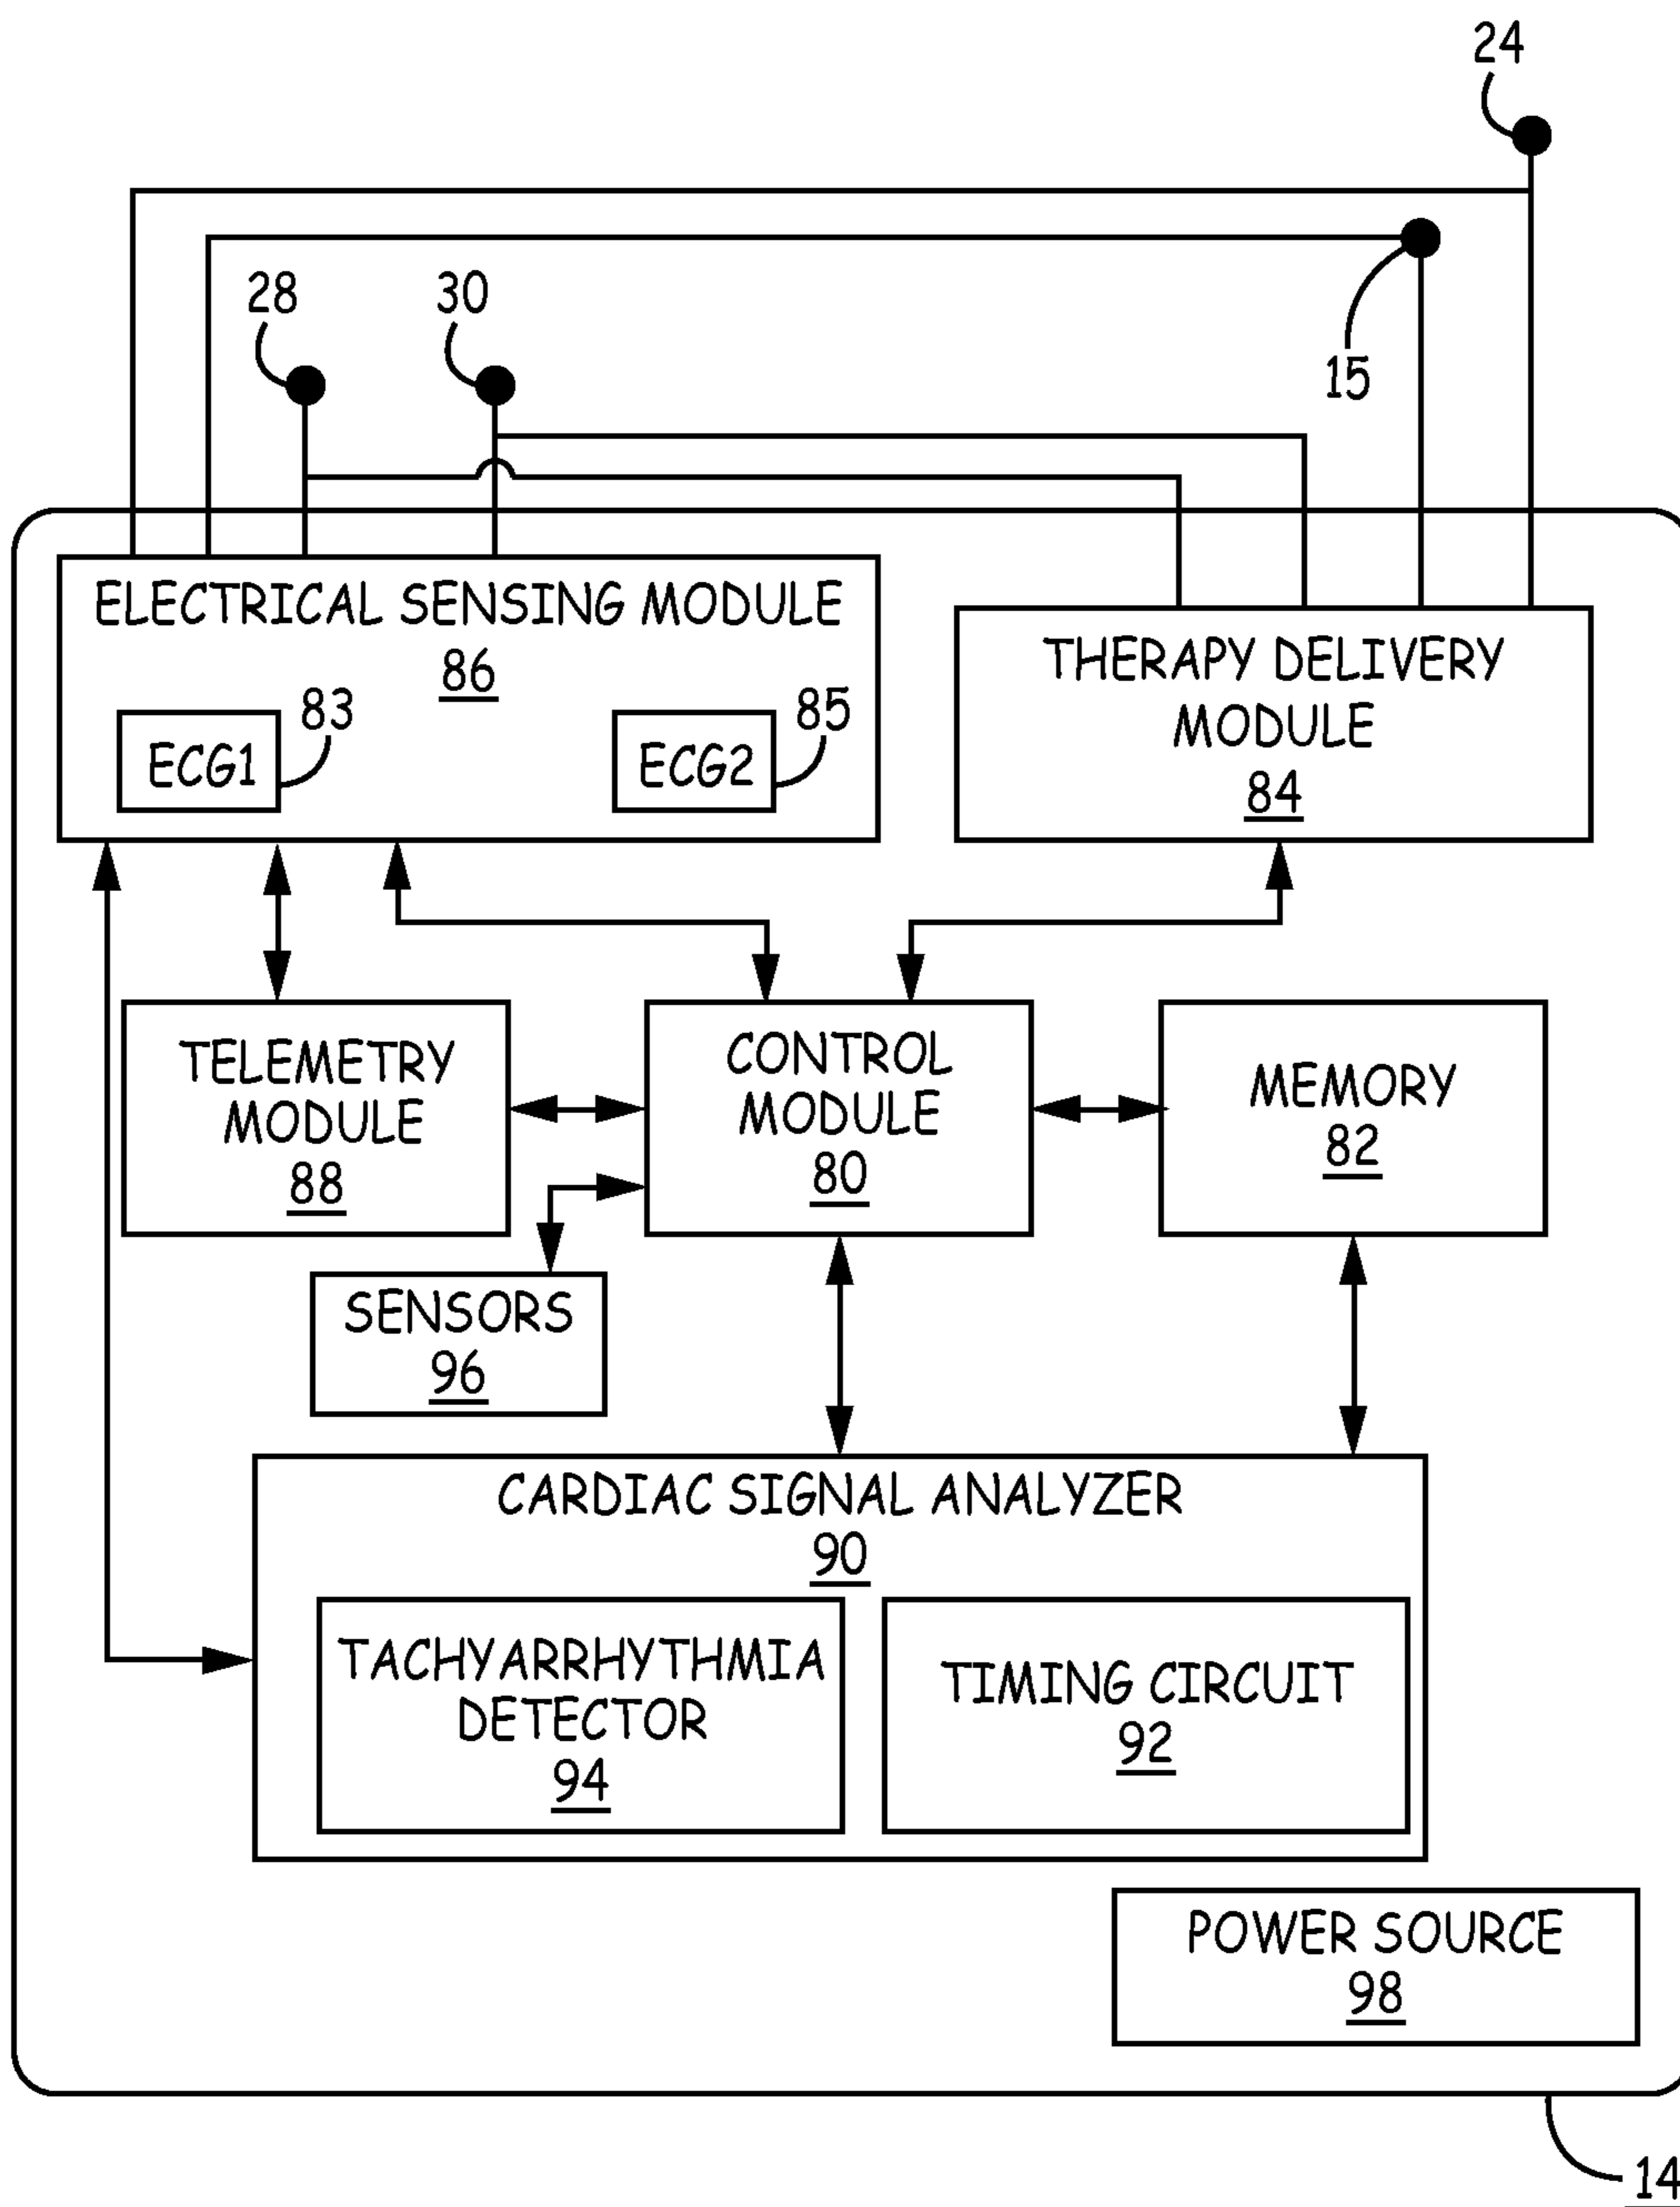 24
28
30
15
ELECTRICAL SENSING MODULE
86
83
85
ECG1
ECG2
THERAPY DELIVERY
MODULE
84
TELEMETRY
MODULE
88
CONTROL
MODULE
80
MEMORY
82
SENSORS
96
CARDIAC SIGNAL ANALYZER
90
TACHYARRHYTHMIA
DETECTOR
94
TIMING CIRCUIT
92
POWER SOURCE
98
14